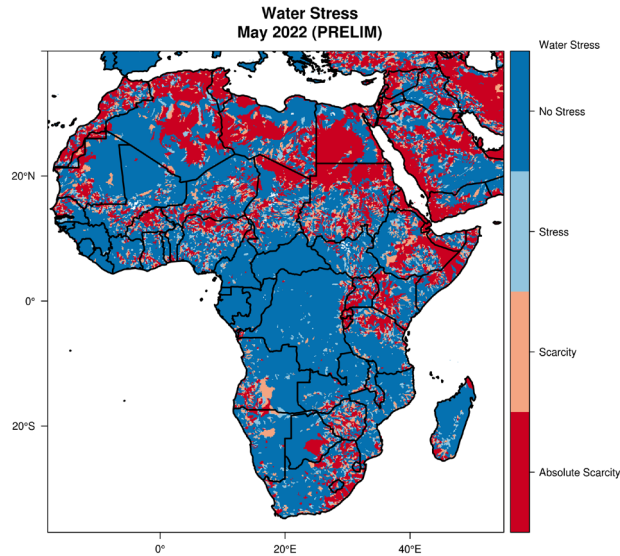 Water Stress
May 2022 (PRELIM)
Water Stress
No Stress
Stress
Scarcity
Absolute Scarcity
20°N
0°
20°S
0°
20°E
40°E